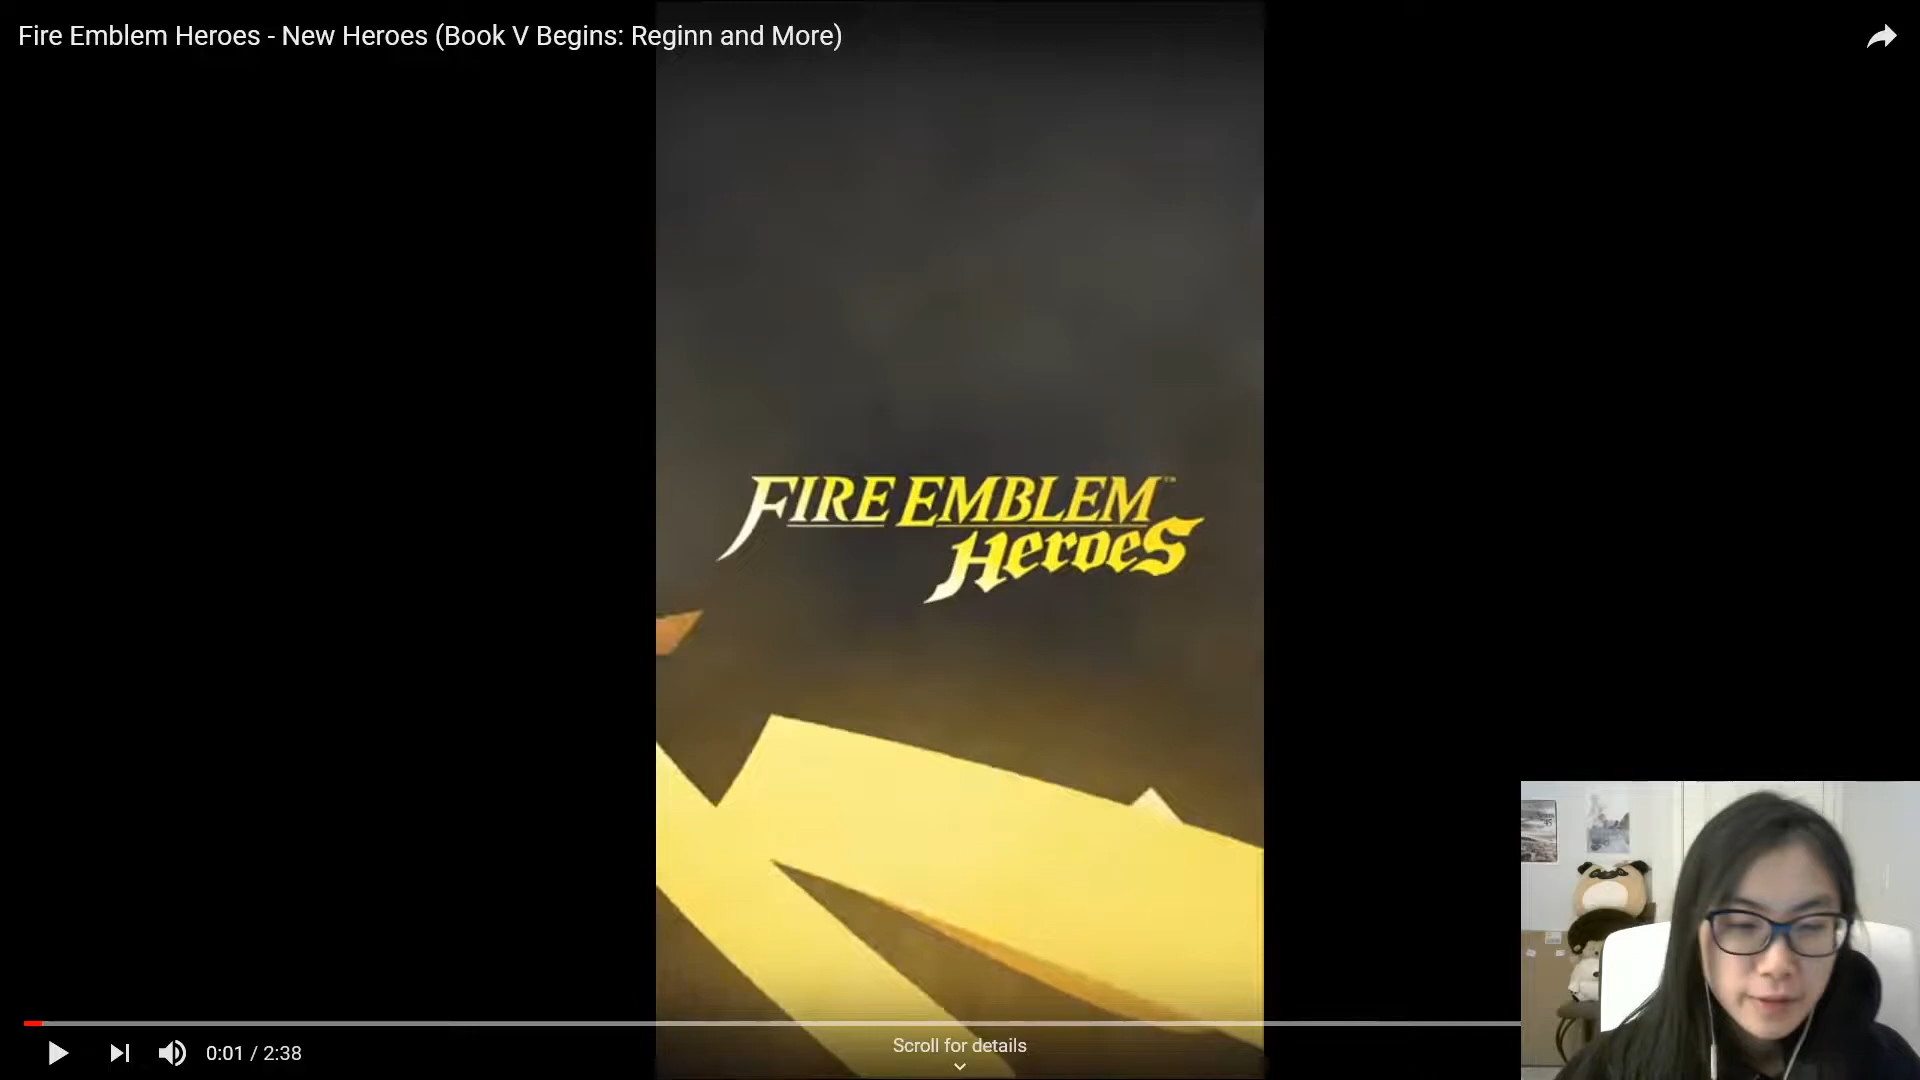 Fire Emblem Heroes - New Heroes (Book V Begins: Reginn and More)
FIRE EMBLEM™
Heroes
0:01 / 2:38
Scroll for details